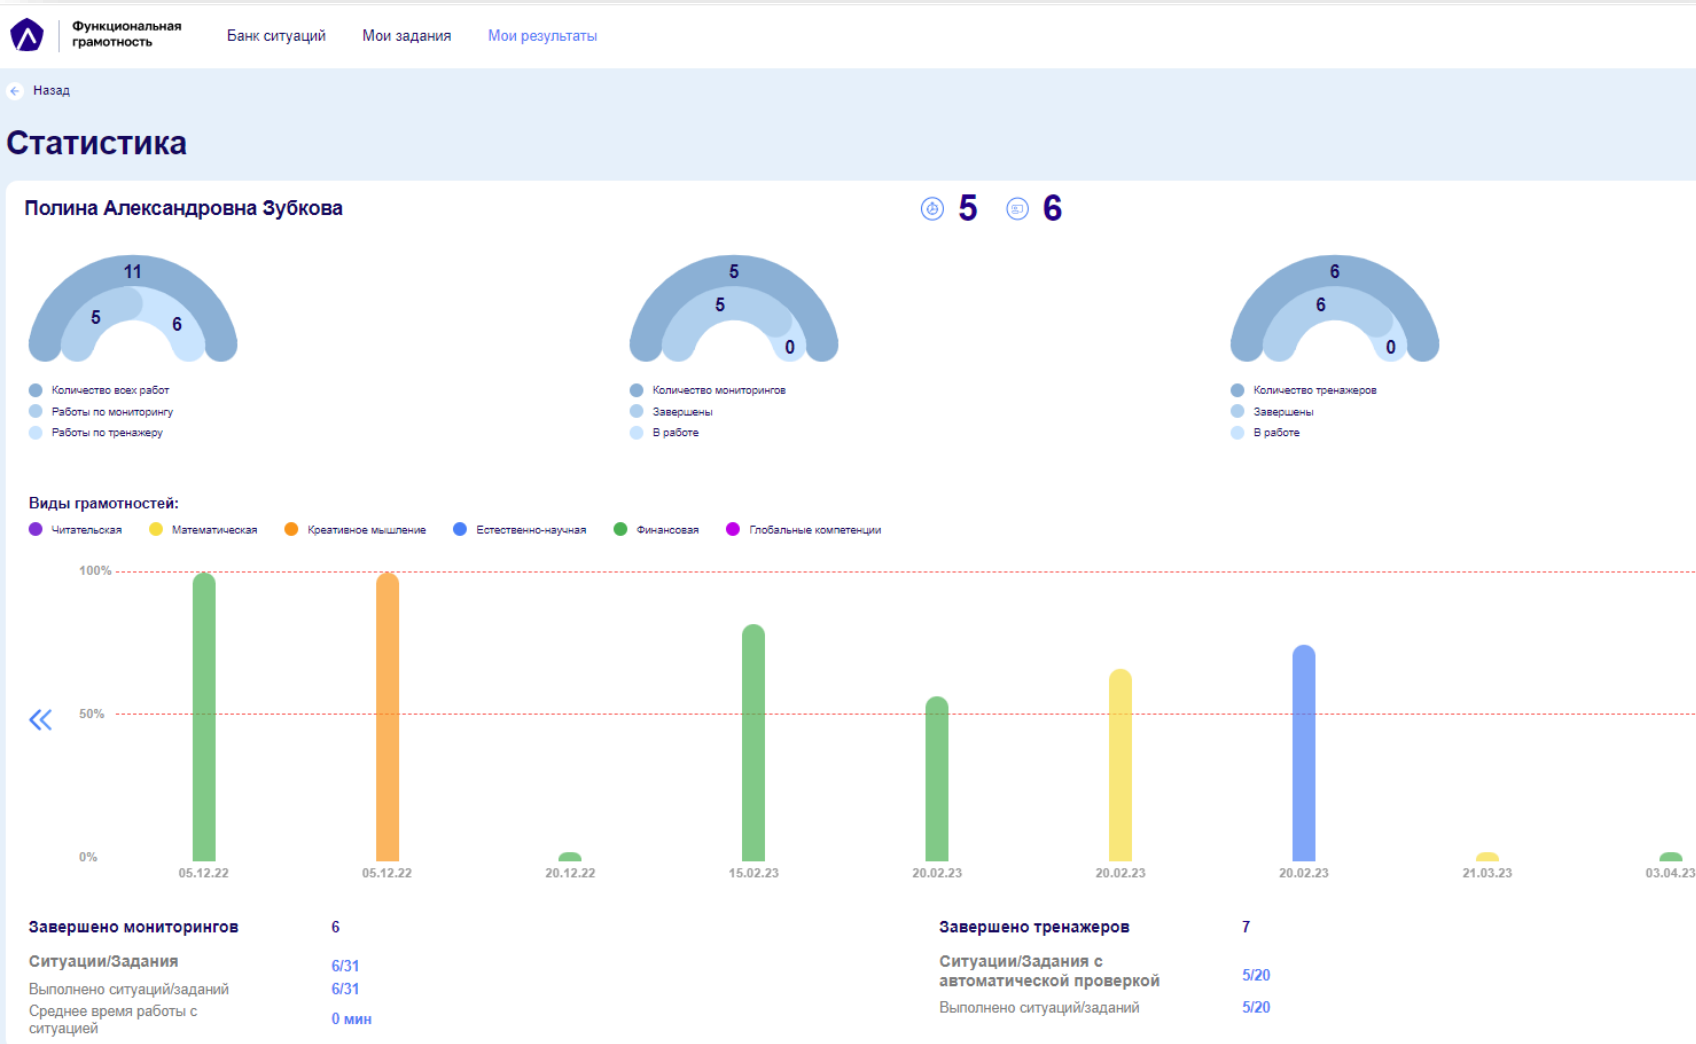 Функциональная
грамотность
Банк ситуаций
Мои задания
Мои результаты
Назад
Статистика
Полина Александровна Зубкова
5
6
11
5
6
Количество всех работ
Работы по мониторингу
Работы по тренажеру
5
5
0
Количество мониторингов
Завершены
В работе
6
6
0
Количество тренажеров
Завершены
В работе
Виды грамотностей:
Читательская
Математическая
Креативное мышление
Естественно-научная
Финансовая
Глобальные компетенции
100%
50%
0%
05.12.22
05.12.22
20.12.22
15.02.23
20.02.23
20.02.23
20.02.23
21.03.23
03.04.23
Завершено мониторингов
6
Ситуации/Задания
6/31
Выполнено ситуаций/заданий
6/31
Среднее время работы с
ситуацией
0 мин
Завершено тренажеров
7
Ситуации/Задания с
автоматической проверкой
5/20
Выполнено ситуаций/заданий
5/20